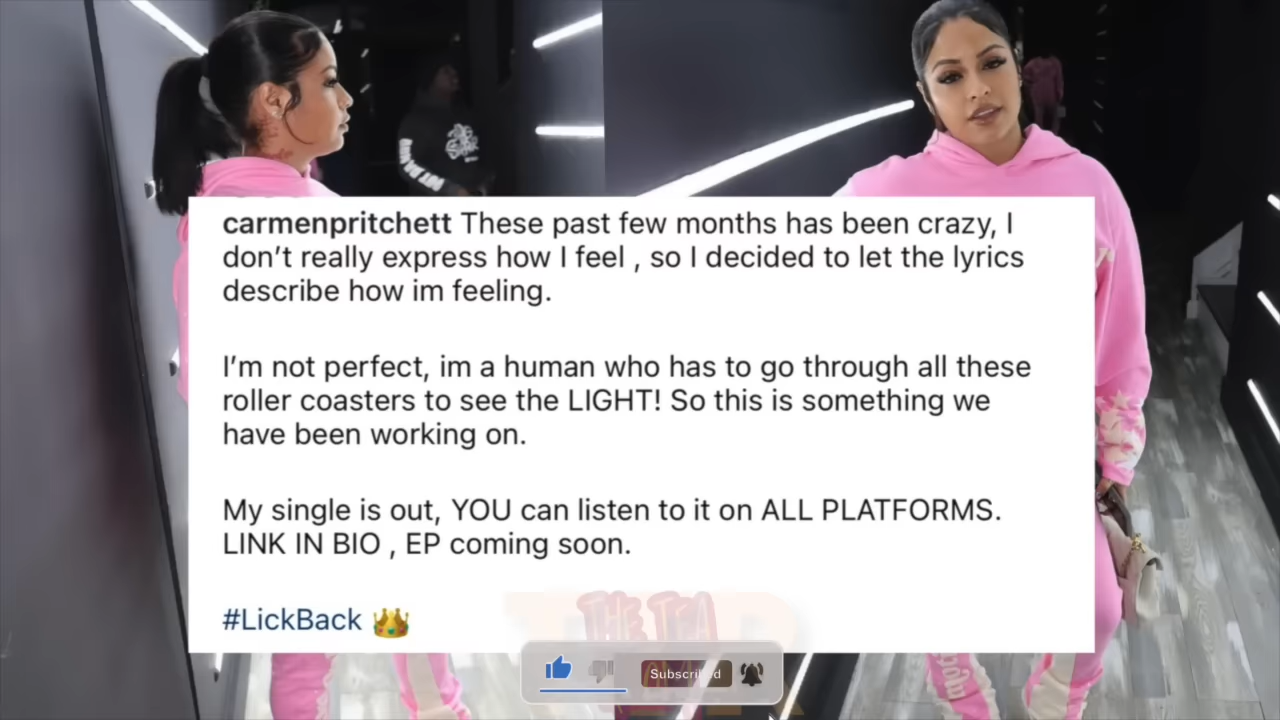 carmenpritchett These past few months has been crazy, I
don’t really express how I feel , so I decided to let the lyrics
describe how im feeling.
I’m not perfect, im a human who has to go through all these
roller coasters to see the LIGHT! So this is something we
have been working on.
My single is out, YOU can listen to it on ALL PLATFORMS.
LINK IN BIO , EP coming soon.
#LickBack 👑
THE TEA
Subscribed